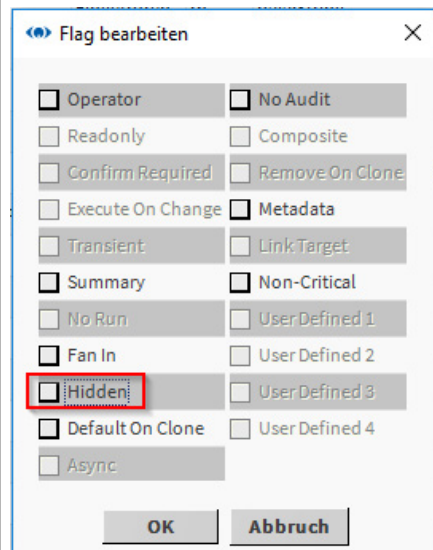 Flag bearbeiten
Operator
No Audit
Readonly
Composite
Confirm Required
Remove On Clone
Execute On Change
Metadata
Transient
Link Target
Summary
Non-Critical
No Run
User Defined 1
Fan In
User Defined 2
Hidden
User Defined 3
Default On Clone
User Defined 4
Async
OK
Abbruch